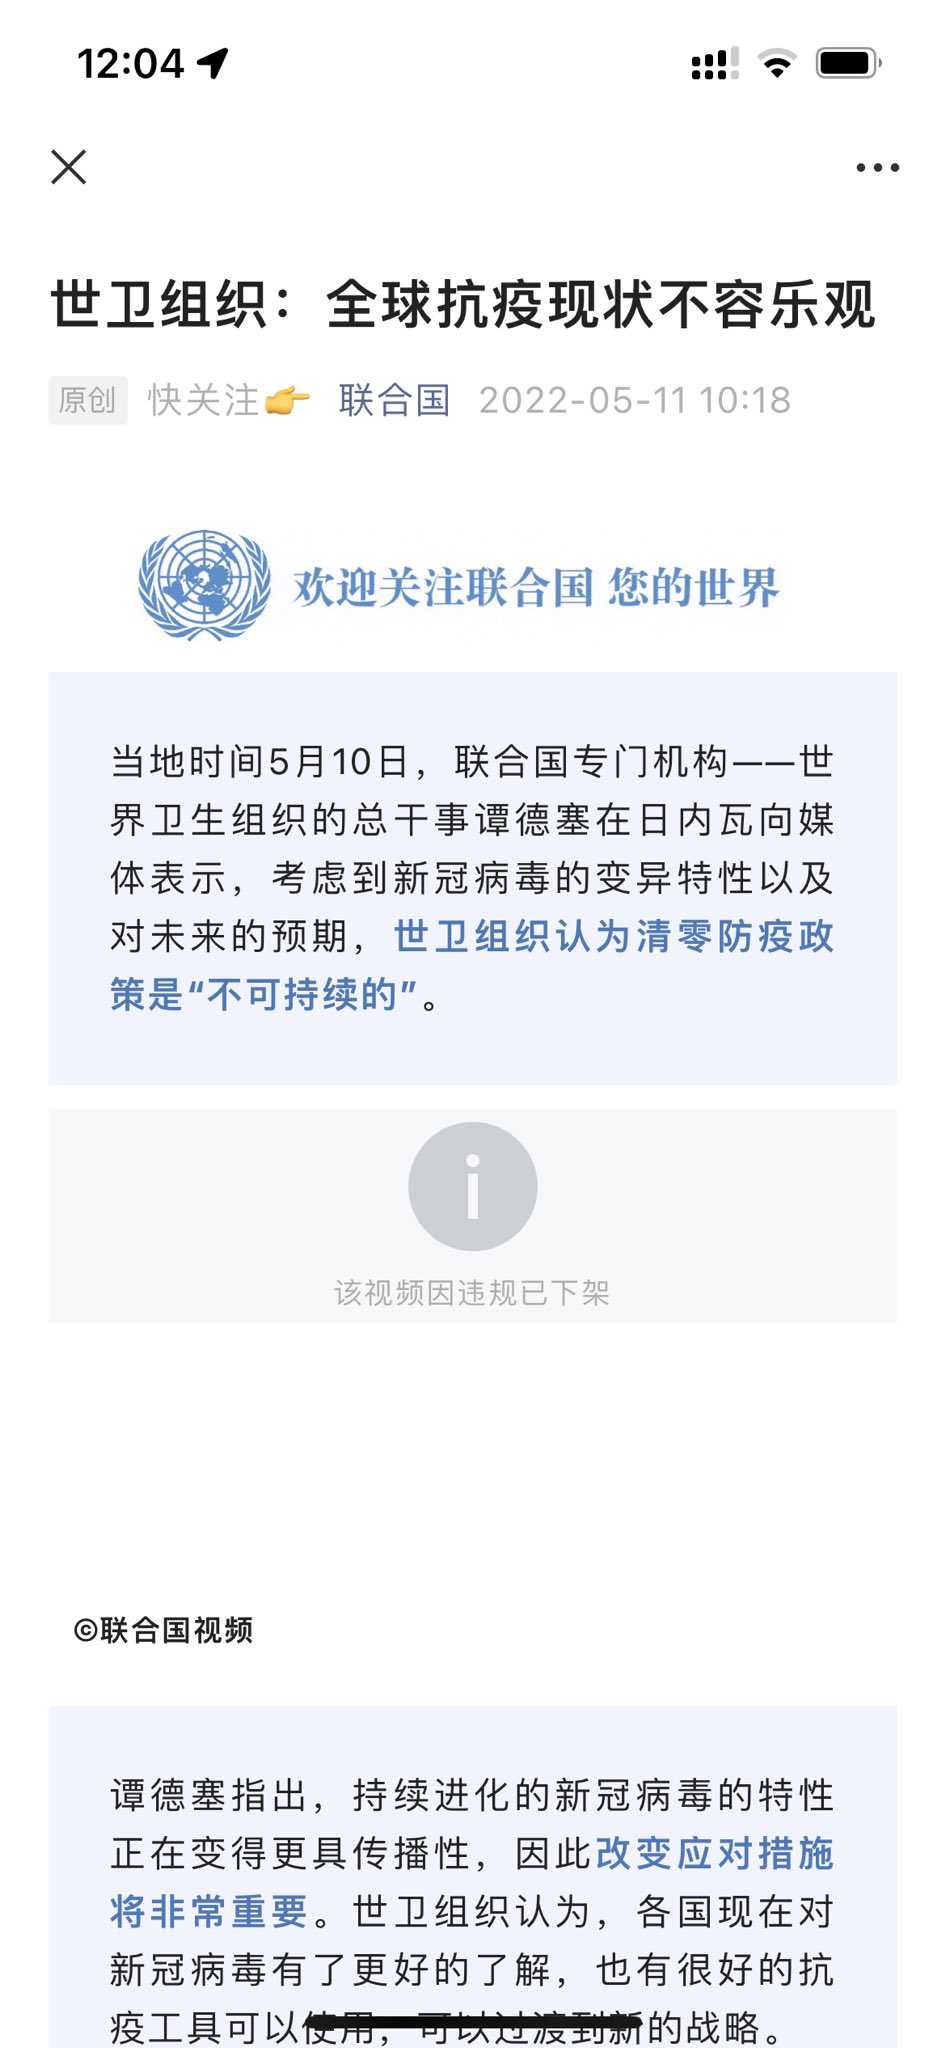 12:04
世卫组织：全球抗疫现状不容乐观
原创 快关注👉 联合国 2022-05-11 10:18
欢迎关注联合国 您的世界
当地时间5月10日，联合国专门机构——世
界卫生组织的总干事谭德塞在日内瓦向媒
体表示，考虑到新冠病毒的变异特性以及
对未来的预期，世卫组织认为清零防疫政
策是“不可持续的”。
该视频因违规已下架
©联合国视频
谭德塞指出，持续进化的新冠病毒的特性
正在变得更具传播性，因此改变应对措施
将非常重要。世卫组织认为，各国现在对
新冠病毒有了更好的了解，也有很好的抗
疫工具可以使用，可以过渡到新的战略。